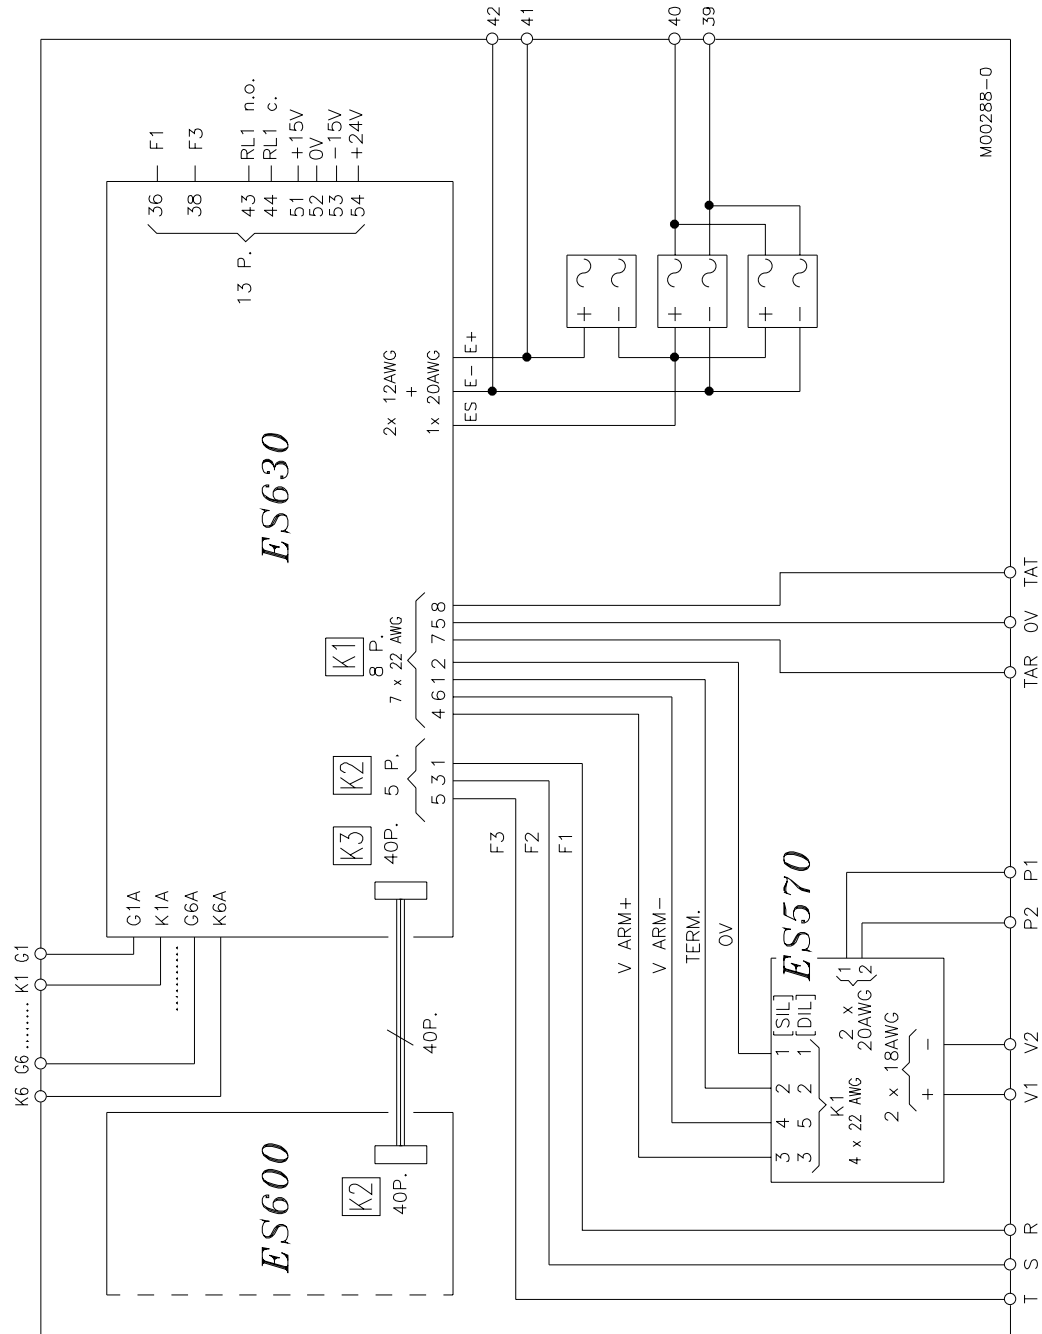 42
41
40
39
M00288-0
36 F1
38 F3
43 RL1 n.o.
44 RL1 c.
51 +15V
52 0V
53 -15V
54 +24V
13 P.
2x 12AWG
+
1x 20AWG
ES E- E+
+ -
+ -
+ -
ES630
K1
8 P.
7 x 22 AWG
4 6 1 2 7 5 8
K2
5 P.
5 3 1
K3
40P.
G1A
K1A
G6A
K6A
K6 G6 ........ K1 G1
..........
40P.
F3
F2
F1
V ARM+
V ARM-
TERM.
0V
ES570
3 4 2 1 [SIL]
3 5 2 1 [DIL]
K1
4 x 22 AWG
2 x
20AWG
1
2
2 x 18AWG
+ -
ES600
K2
40P.
T
S
R
V1
V2
P2
P1
TAR
0V
TAT